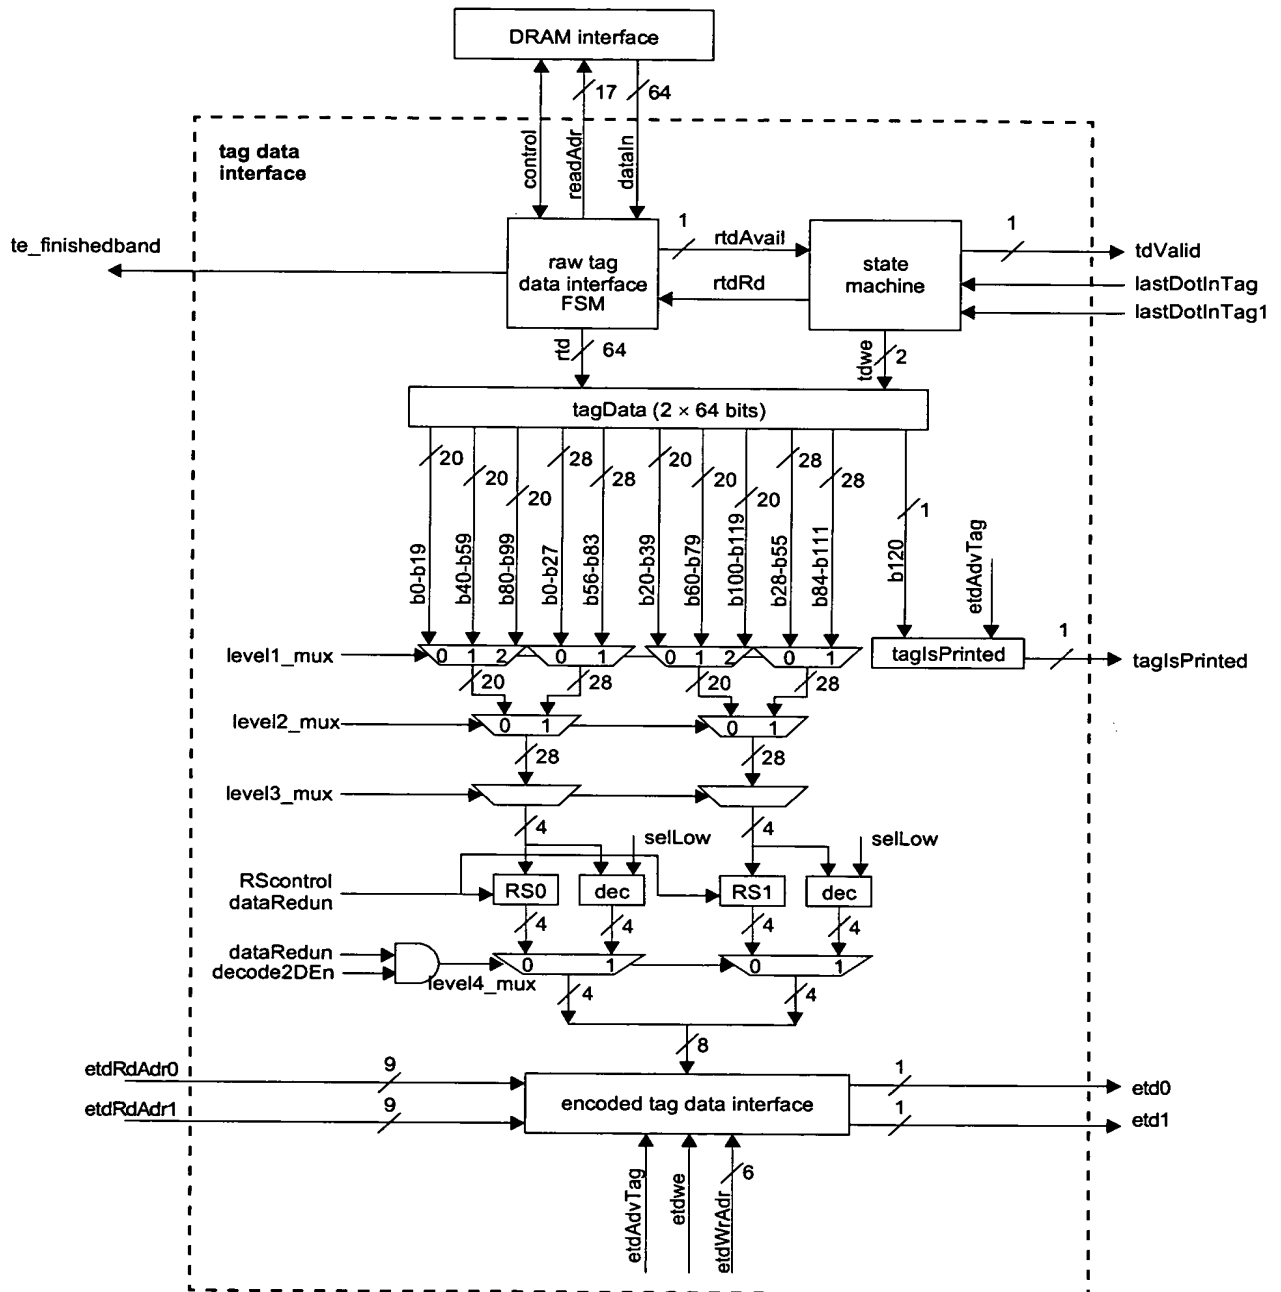 DRAM interface
17
64
tag data
interface
control
readAdr
dataIn
te_finishedband
raw tag
data interface
FSM
1
rtdAvail
rtdRd
state
machine
1
tdValid
lastDotInTag
lastDotInTag1
rtd
64
tdwe
2
tagData (2 × 64 bits)
20
20
20
28
28
20
20
20
28
28
1
b0-b19
b40-b59
b80-b99
b0-b27
b56-b83
b20-b39
b60-b79
b100-b119
b28-b55
b84-b111
b120
etdAdvTag
level1_mux
0 1 2
0 1
0 1 2
0 1
tagIsPrinted
1
tagIsPrinted
20
28
20
28
level2_mux
0 1
0 1
28
28
level3_mux
4
selLow
4
selLow
RScontrol
dataRedun
RS0
dec
RS1
dec
4
4
4
4
dataRedun
decode2DEn
level4_mux
0 1
0 1
4
4
8
etdRdAdr0
9
etdRdAdr1
9
encoded tag data interface
1
etd0
1
etd1
etdAdvTag
etdwe
etdWrAdr
6